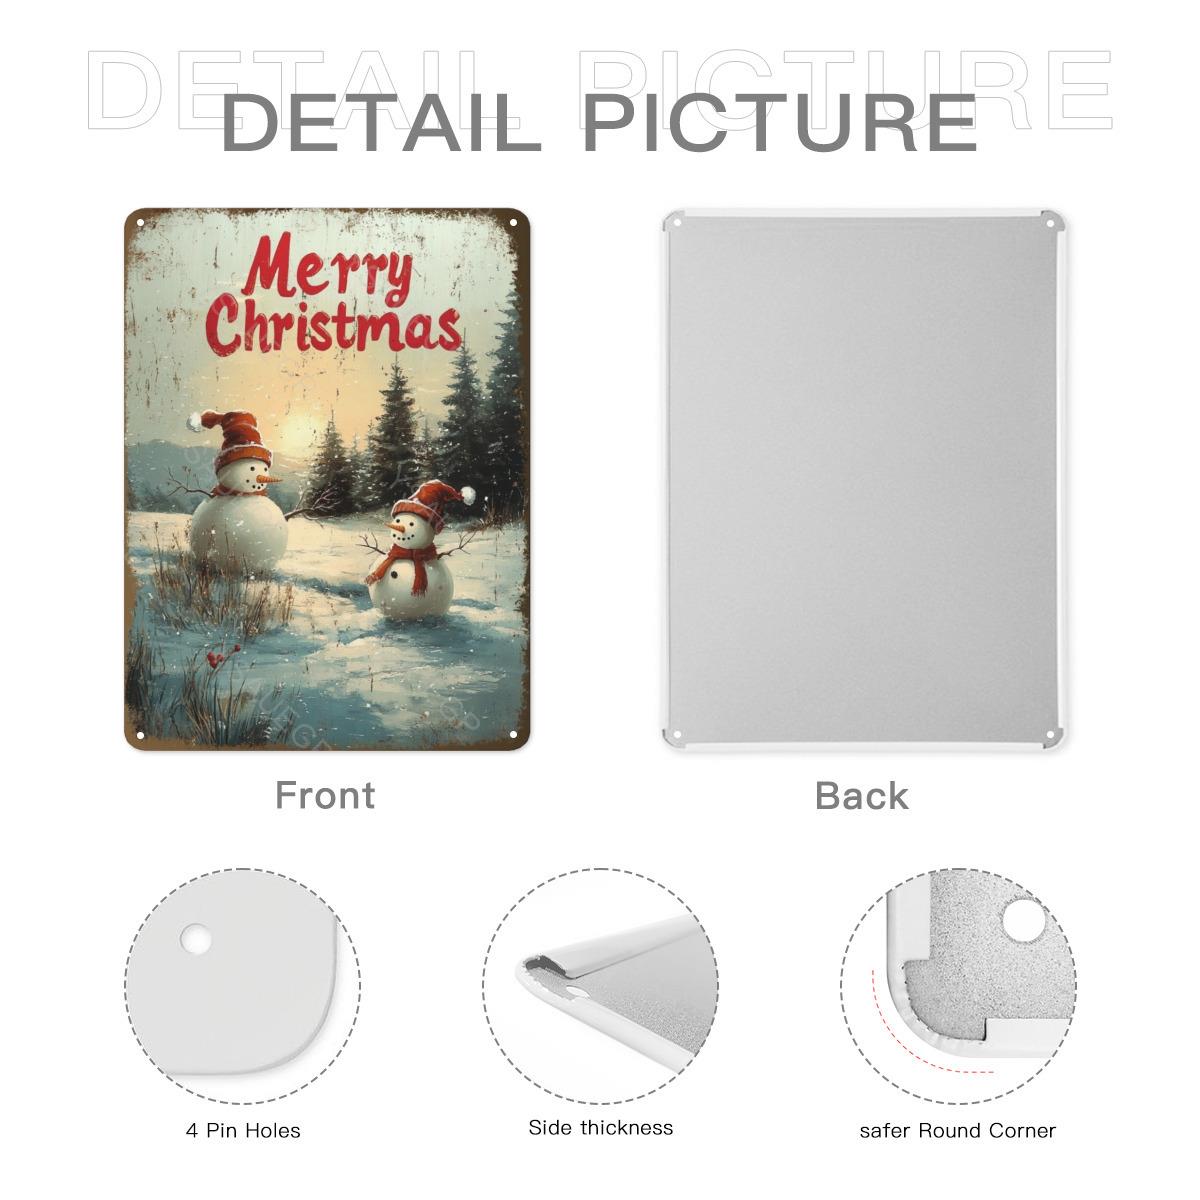 DETAIL PICTURE
DETAIL PICTURE
Merry
Christmas
Front
Back
4 Pin Holes
Side thickness
safer Round Corner